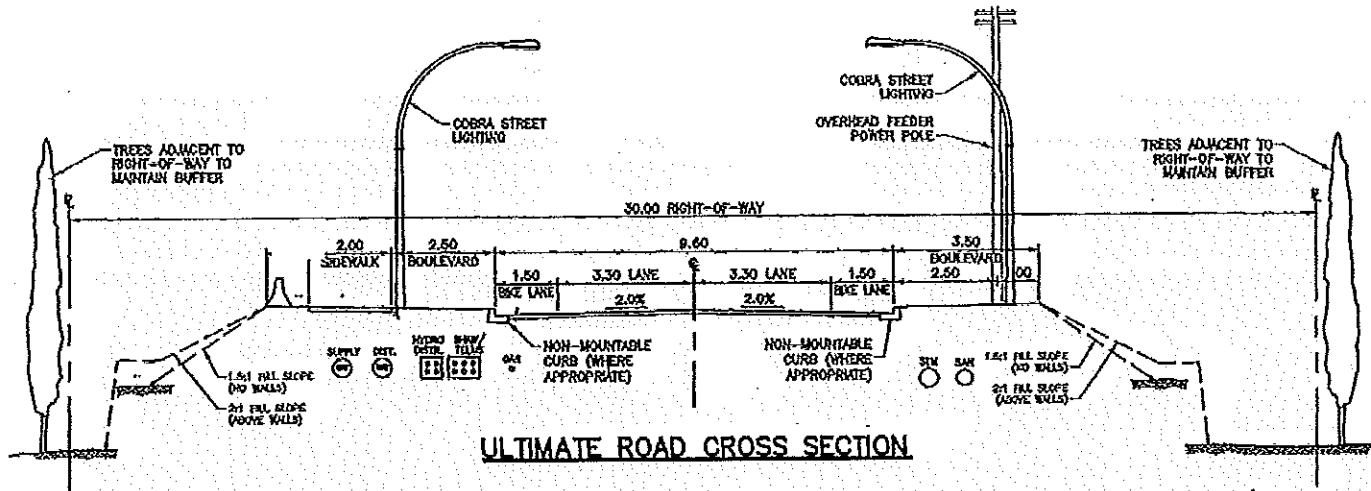 COBRA STREET
LIGHTING
COBRA STREET
LIGHTING
OVERHEAD FEEDER
POWER POLE
TREES ADJACENT TO
RIGHT-OF-WAY TO
MAINTAIN BUFFER
TREES ADJACENT TO
RIGHT-OF-WAY TO
MAINTAIN BUFFER
30.00 RIGHT-OF-WAY
2.00
SIDEWALK
2.50
BOULEVARD
9.60
3.50
BOULEVARD
1.50
BIKE LANE
3.30 LANE
3.30 LANE
1.50
BIKE LANE
2.50
.00
2.0%
2.0%
SUPPLY
DIST.
HYDRO
DISTR.
SHAW/
TELUS
GAS
NON-MOUNTABLE
CURB (WHERE
APPROPRIATE)
NON-MOUNTABLE
CURB (WHERE
APPROPRIATE)
STM
SAN
1.5:1 FILL SLOPE
(NO WALLS)
2:1 FILL SLOPE
(ABOVE WALLS)
1.5:1 FILL SLOPE
(NO WALLS)
2:1 FILL SLOPE
(ABOVE WALLS)
ULTIMATE ROAD CROSS SECTION